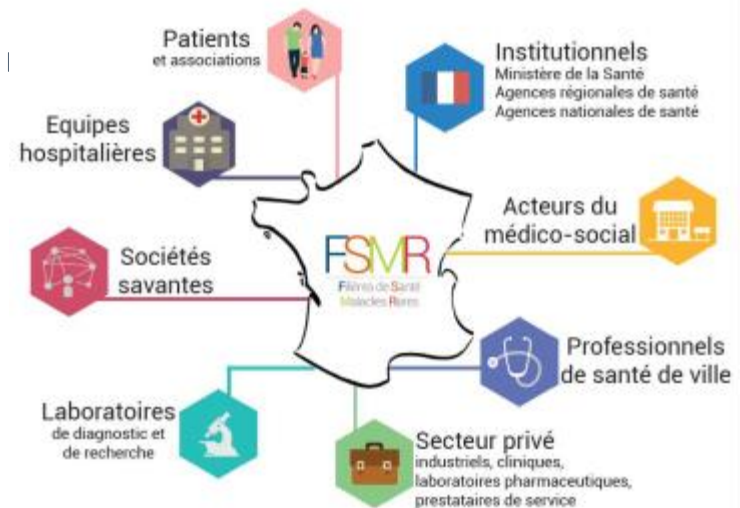 Patients
et associations
Institutionnels
Ministère de la Santé
Agences régionales de santé
Agences nationales de santé
Equipes
hospitalières
Acteurs du
médico-social
Sociétés
savantes
FSMR
Filières de Santé
Maladies Rares
Professionnels
de santé de ville
Laboratoires
de diagnostic et
de recherche
Secteur privé
industriels, cliniques,
laboratoires pharmaceutiques,
prestataires de service